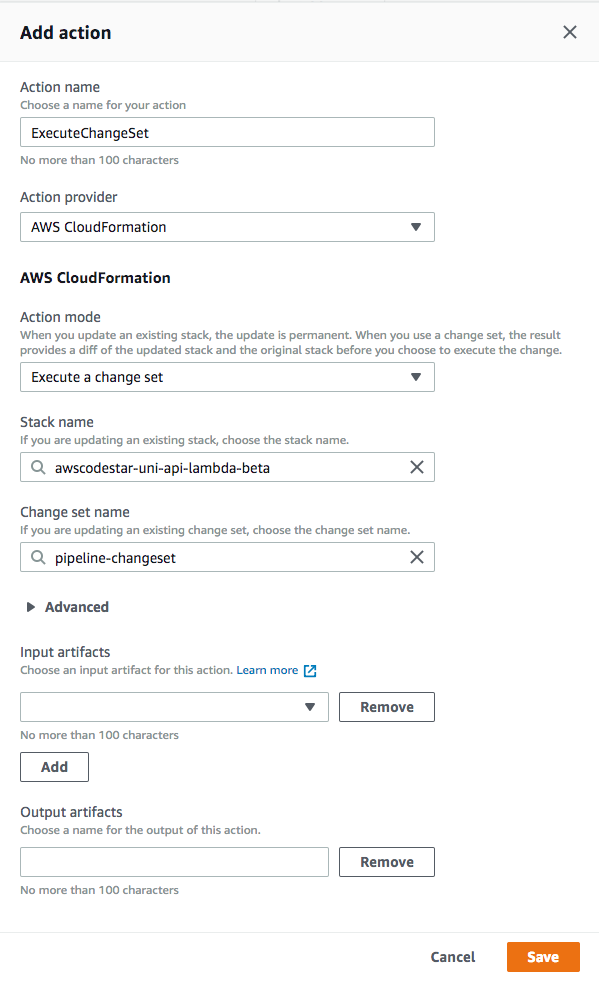 Add action
Action name
Choose a name for your action
ExecuteChangeSet
No more than 100 characters
Action provider
AWS CloudFormation
AWS CloudFormation
Action mode
When you update an existing stack, the update is permanent. When you use a change set, the result
provides a diff of the updated stack and the original stack before you choose to execute the change.
Execute a change set
Stack name
If you are updating an existing stack, choose the stack name.
awscodestar-uni-api-lambda-beta
Change set name
If you are updating an existing change set, choose the change set name.
pipeline-changeset
Advanced
Input artifacts
Choose an input artifact for this action. Learn more
Remove
No more than 100 characters
Add
Output artifacts
Choose a name for the output of this action.
Remove
No more than 100 characters
Cancel Save